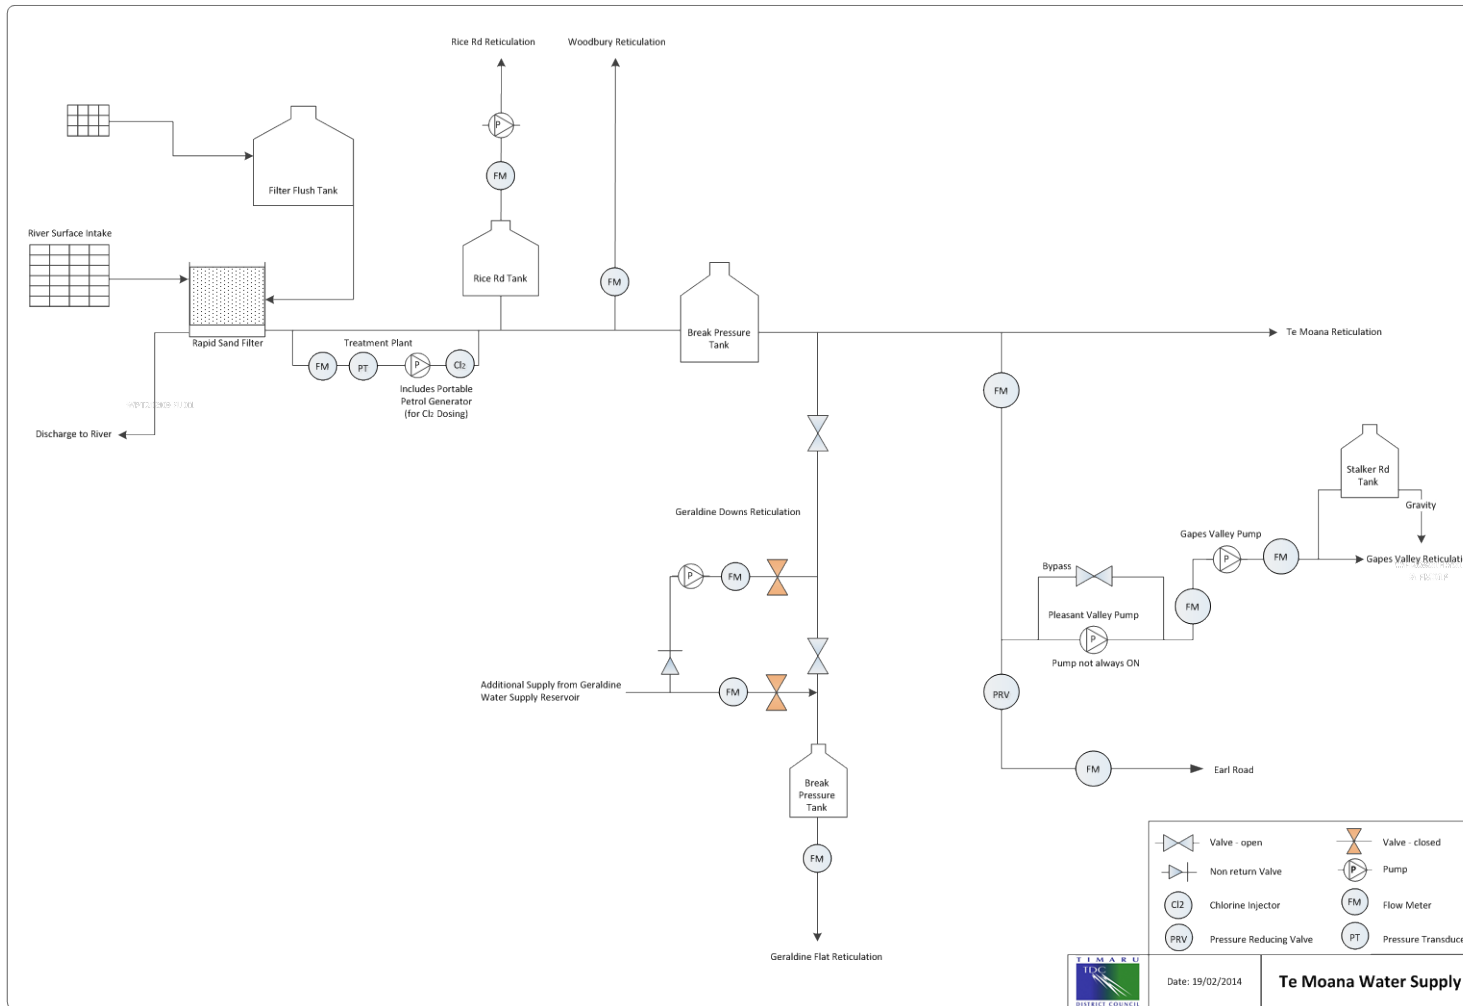 Rice Rd Reticulation
Woodbury Reticulation
P
Filter Flush Tank
FM
River Surface Intake
Rice Rd Tank
FM
Rapid Sand Filter
Treatment Plant
FM
PT
P
Cl2
Includes Portable
Petrol Generator
(for Cl2 Dosing)
Discharge to River
Break Pressure
Tank
Te Moana Reticulation
FM
Stalker Rd
Tank
Gravity
Geraldine Downs Reticulation
Gapes Valley Pump
P
FM
Gapes Valley
P
FM
Bypass
FM
Pleasant Valley Pump
P
Pump not always ON
Additional Supply from Geraldine
Water Supply Reservoir
FM
PRV
Break
Pressure
Tank
FM
Earl Road
FM
Geraldine Flat Reticulation
Valve - open
Valve - closed
Non return Valve
P
Pump
Cl2
Chlorine Injector
FM
Flow Meter
PRV
Pressure Reducing Valve
PT
Pressure
TIMARU
TDC
DISTRICT COUNCIL
Date: 19/02/2014
Te Moana Water Supply